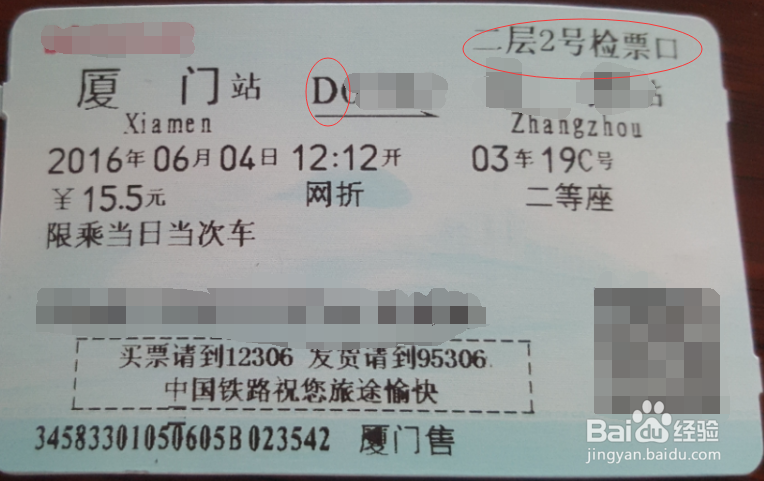 二层2号检票口
厦门站 D 站
Xiamen Zhangzhou
2016年06月04日 12:12开 03车19C号
￥15.5元 网折 二等座
限乘当日当次车
买票请到12306 发货请到95306
中国铁路祝您旅途愉快
34583301050605B023542 厦门售
Baidu经验
jingyan.baidu.com